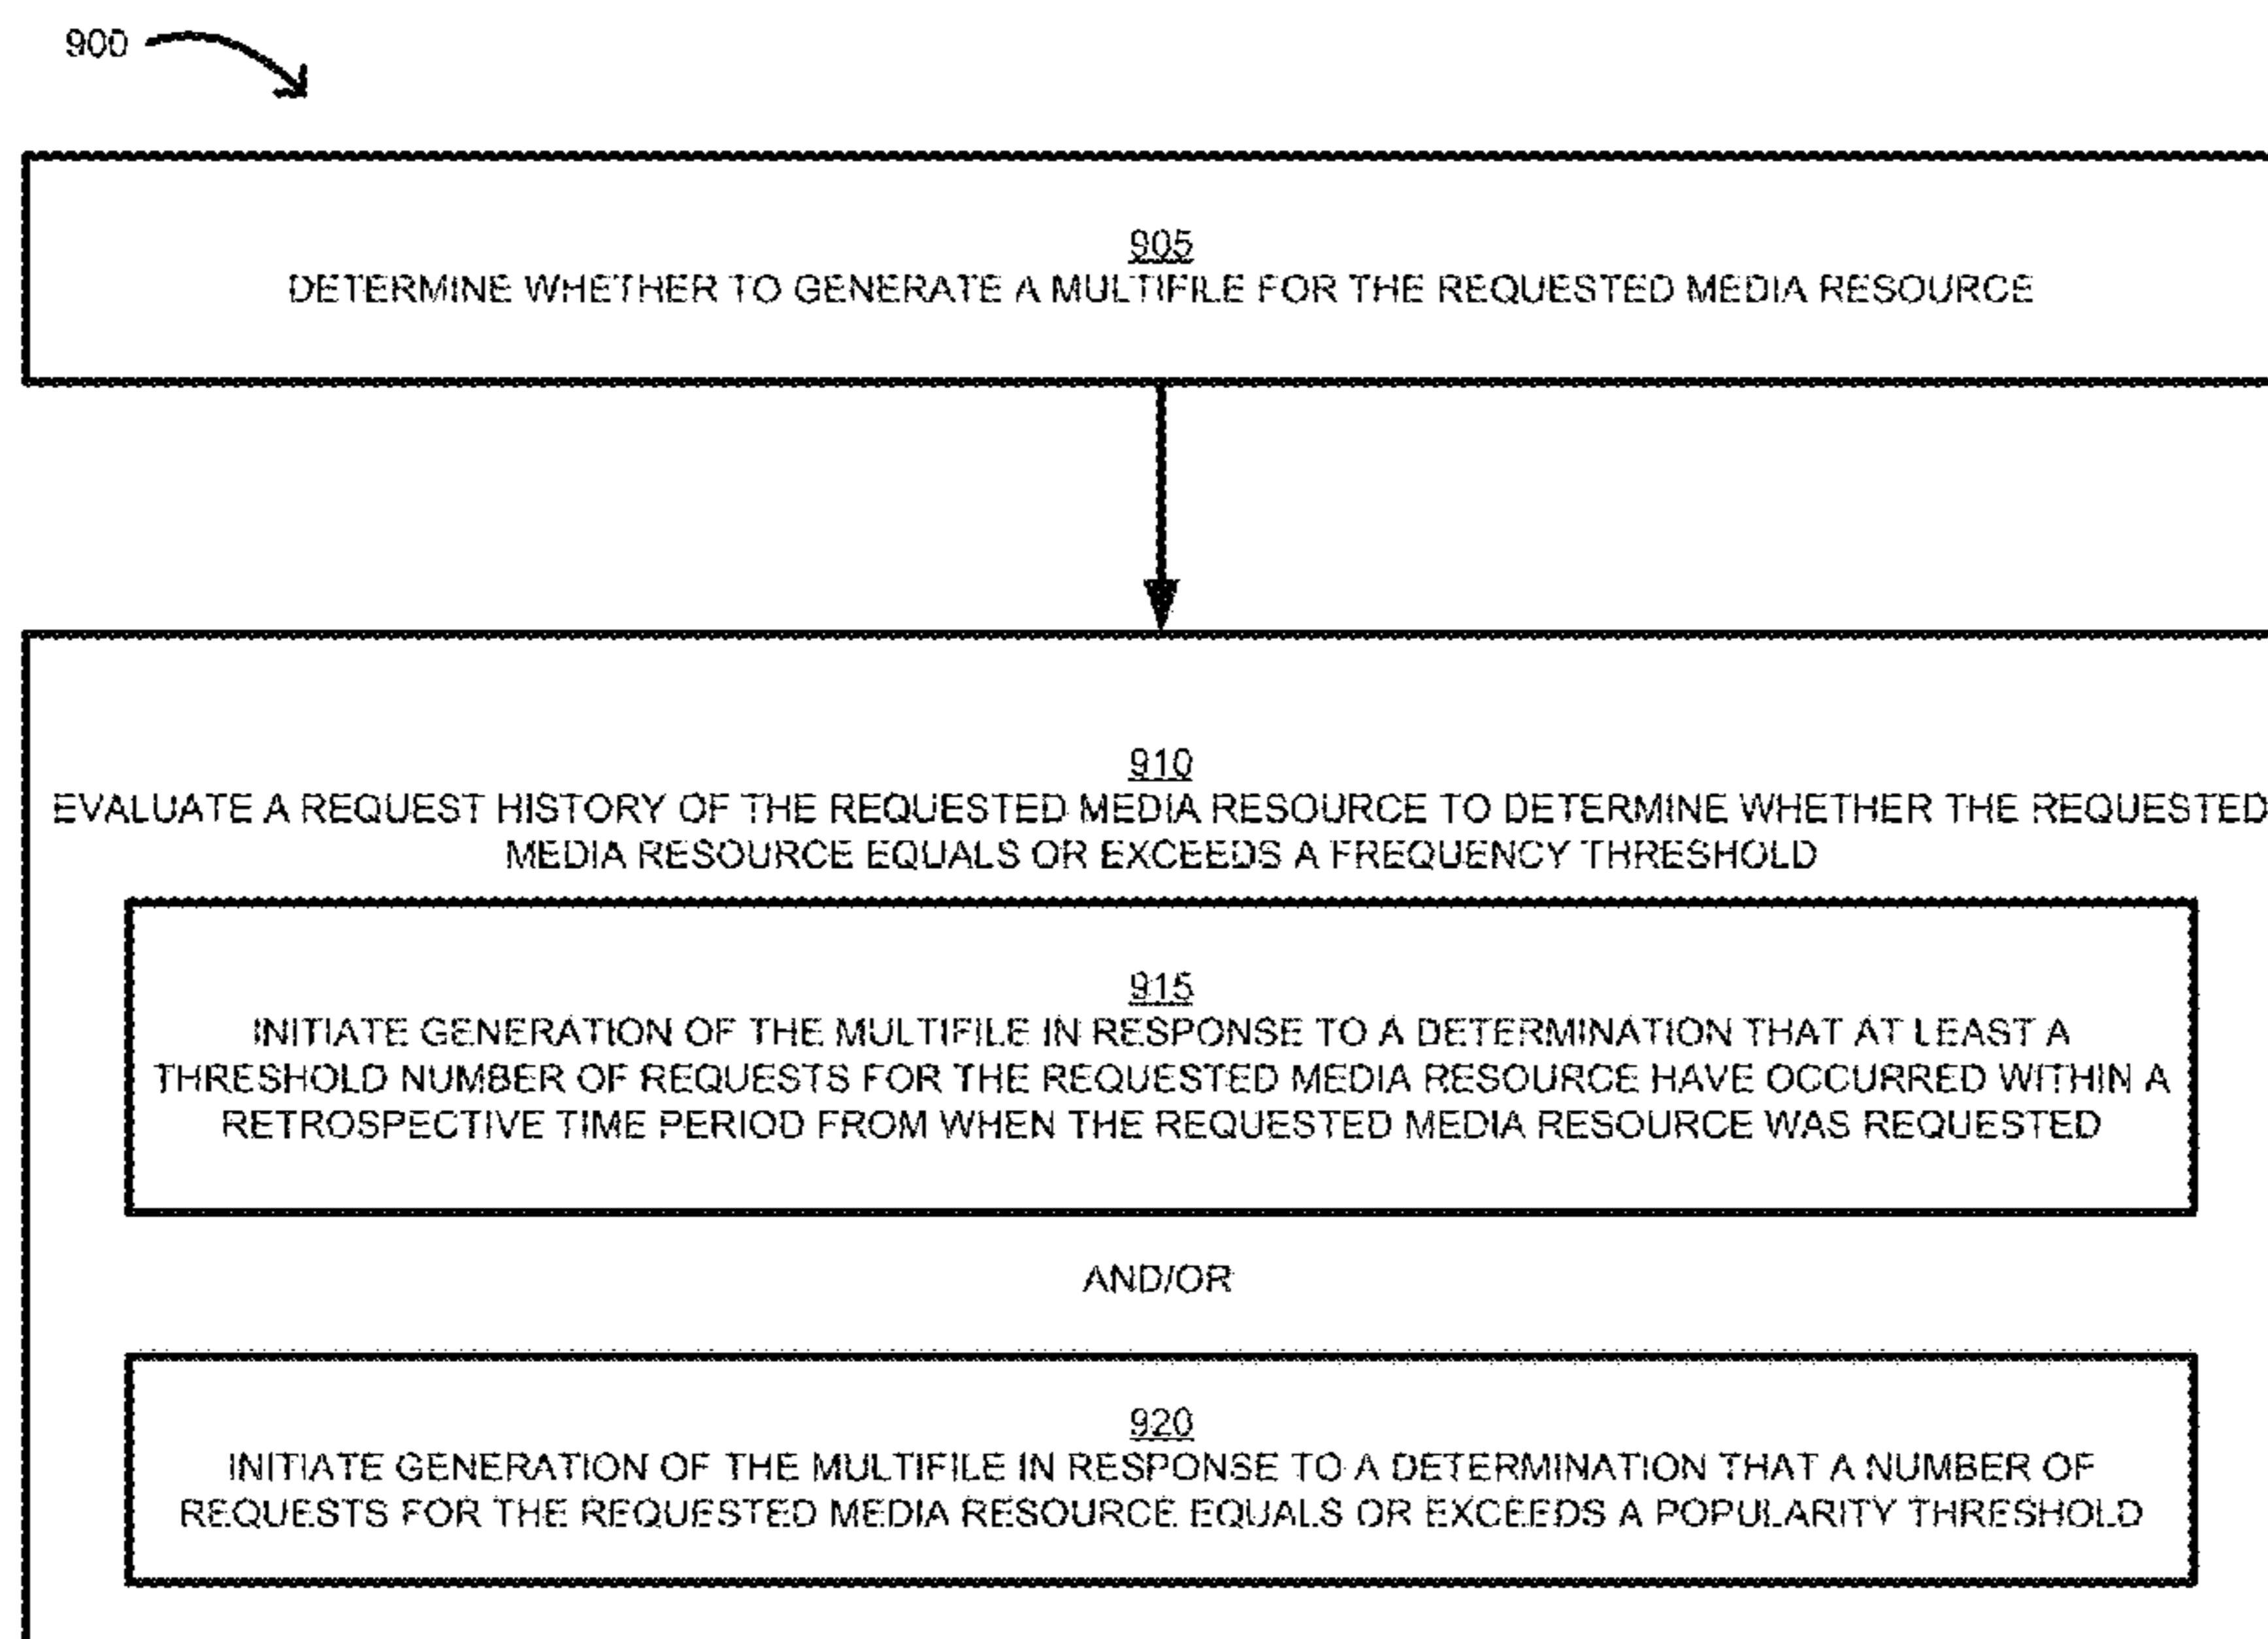 900
905
DETERMINE WHETHER TO GENERATE A MULTIFILE FOR THE REQUESTED MEDIA RESOURCE
910
EVALUATE A REQUEST HISTORY OF THE REQUESTED MEDIA RESOURCE TO DETERMINE WHETHER THE REQUESTED
MEDIA RESOURCE EQUALS OR EXCEEDS A FREQUENCY THRESHOLD
915
INITIATE GENERATION OF THE MULTIFILE IN RESPONSE TO A DETERMINATION THAT AT LEAST A
THRESHOLD NUMBER OF REQUESTS FOR THE REQUESTED MEDIA RESOURCE HAVE OCCURRED WITHIN A
RETROSPECTIVE TIME PERIOD FROM WHEN THE REQUESTED MEDIA RESOURCE WAS REQUESTED
AND/OR
920
INITIATE GENERATION OF THE MULTIFILE IN RESPONSE TO A DETERMINATION THAT A NUMBER OF
REQUESTS FOR THE REQUESTED MEDIA RESOURCE EQUALS OR EXCEEDS A POPULARITY THRESHOLD